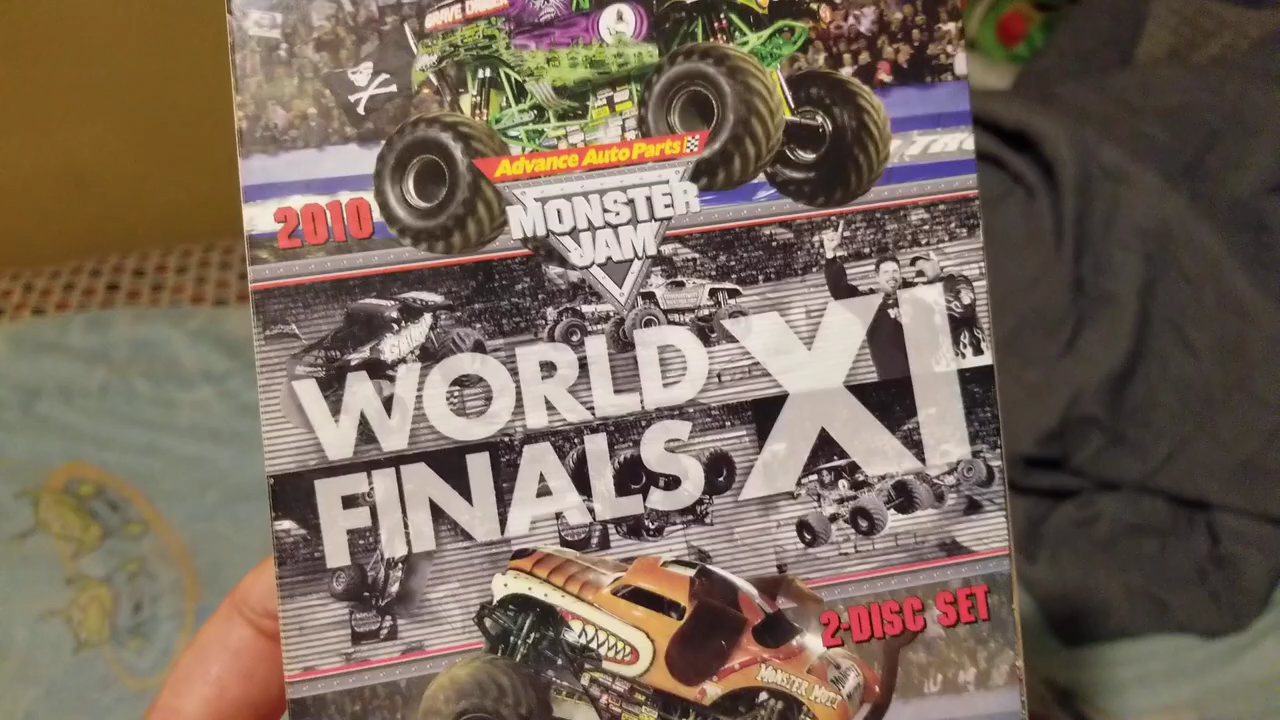 GRAVE DIGGER
Advance Auto Parts
2010
MONSTER
JAM
WORLD
FINALS
XI
2-DISC SET
MONSTER MUTT